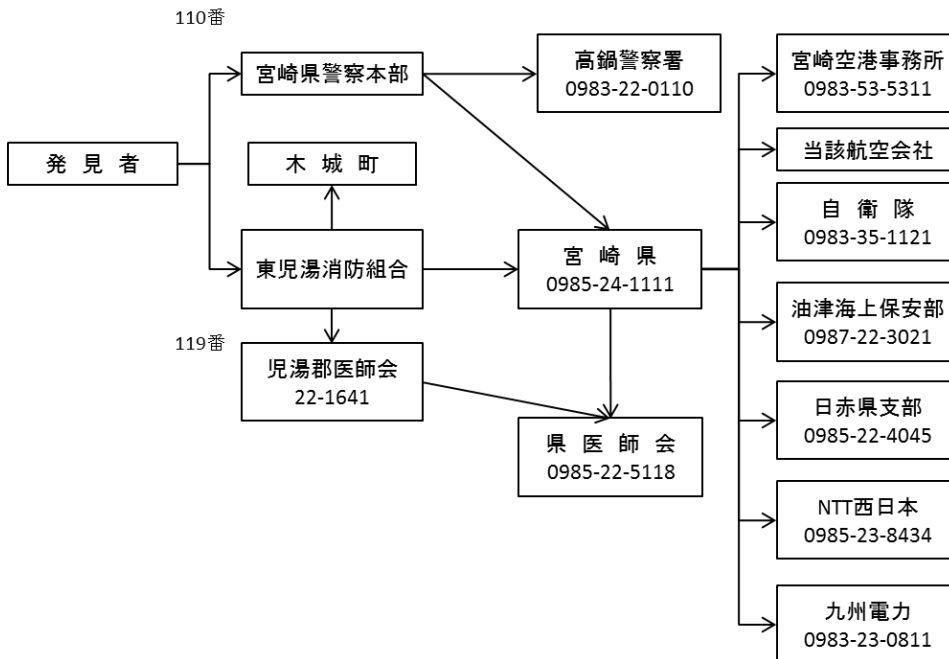 110番
宮崎県警察本部
高鍋警察署
0983-22-0110
宮崎空港事務所
0983-53-5311
発見者
木城町
当該航空会社
自衛隊
0983-35-1121
東児湯消防組合
宮崎県
0985-24-1111
油津海上保安部
0987-22-3021
119番
児湯郡医師会
22-1641
県医師会
0985-22-5118
日赤県支部
0985-22-4045
NTT西日本
0985-23-8434
九州電力
0983-23-0811